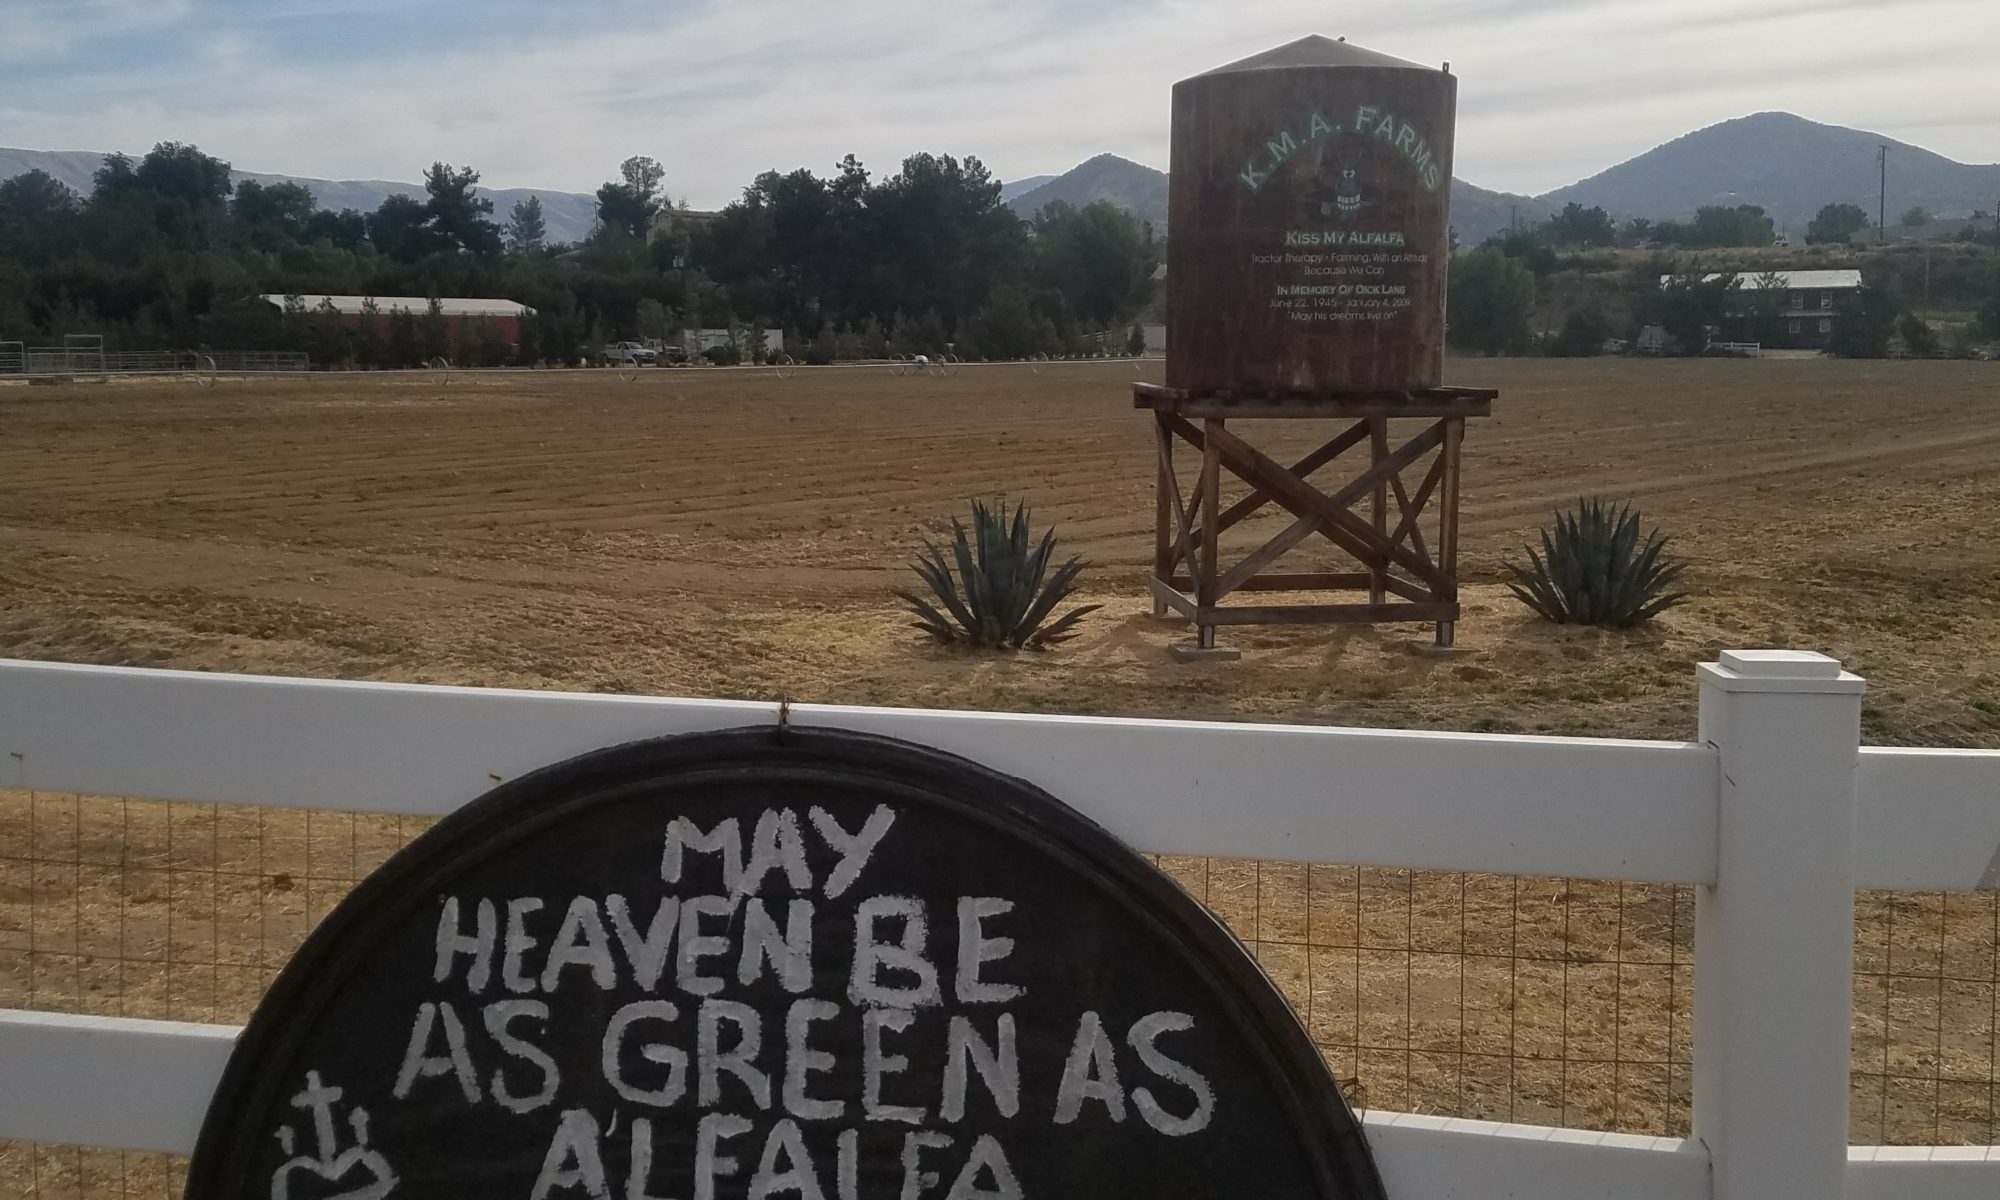 K.M.A. FARMS
KISS MY ALFALFA
Tractor Therapy • Farming, With an Attitude
Because We Can
IN MEMORY OF DICK LANG
June 22, 1945 - January 4, 2009
"May his dreams live on"
MAY
HEAVEN BE
AS GREEN AS
ALFALFA